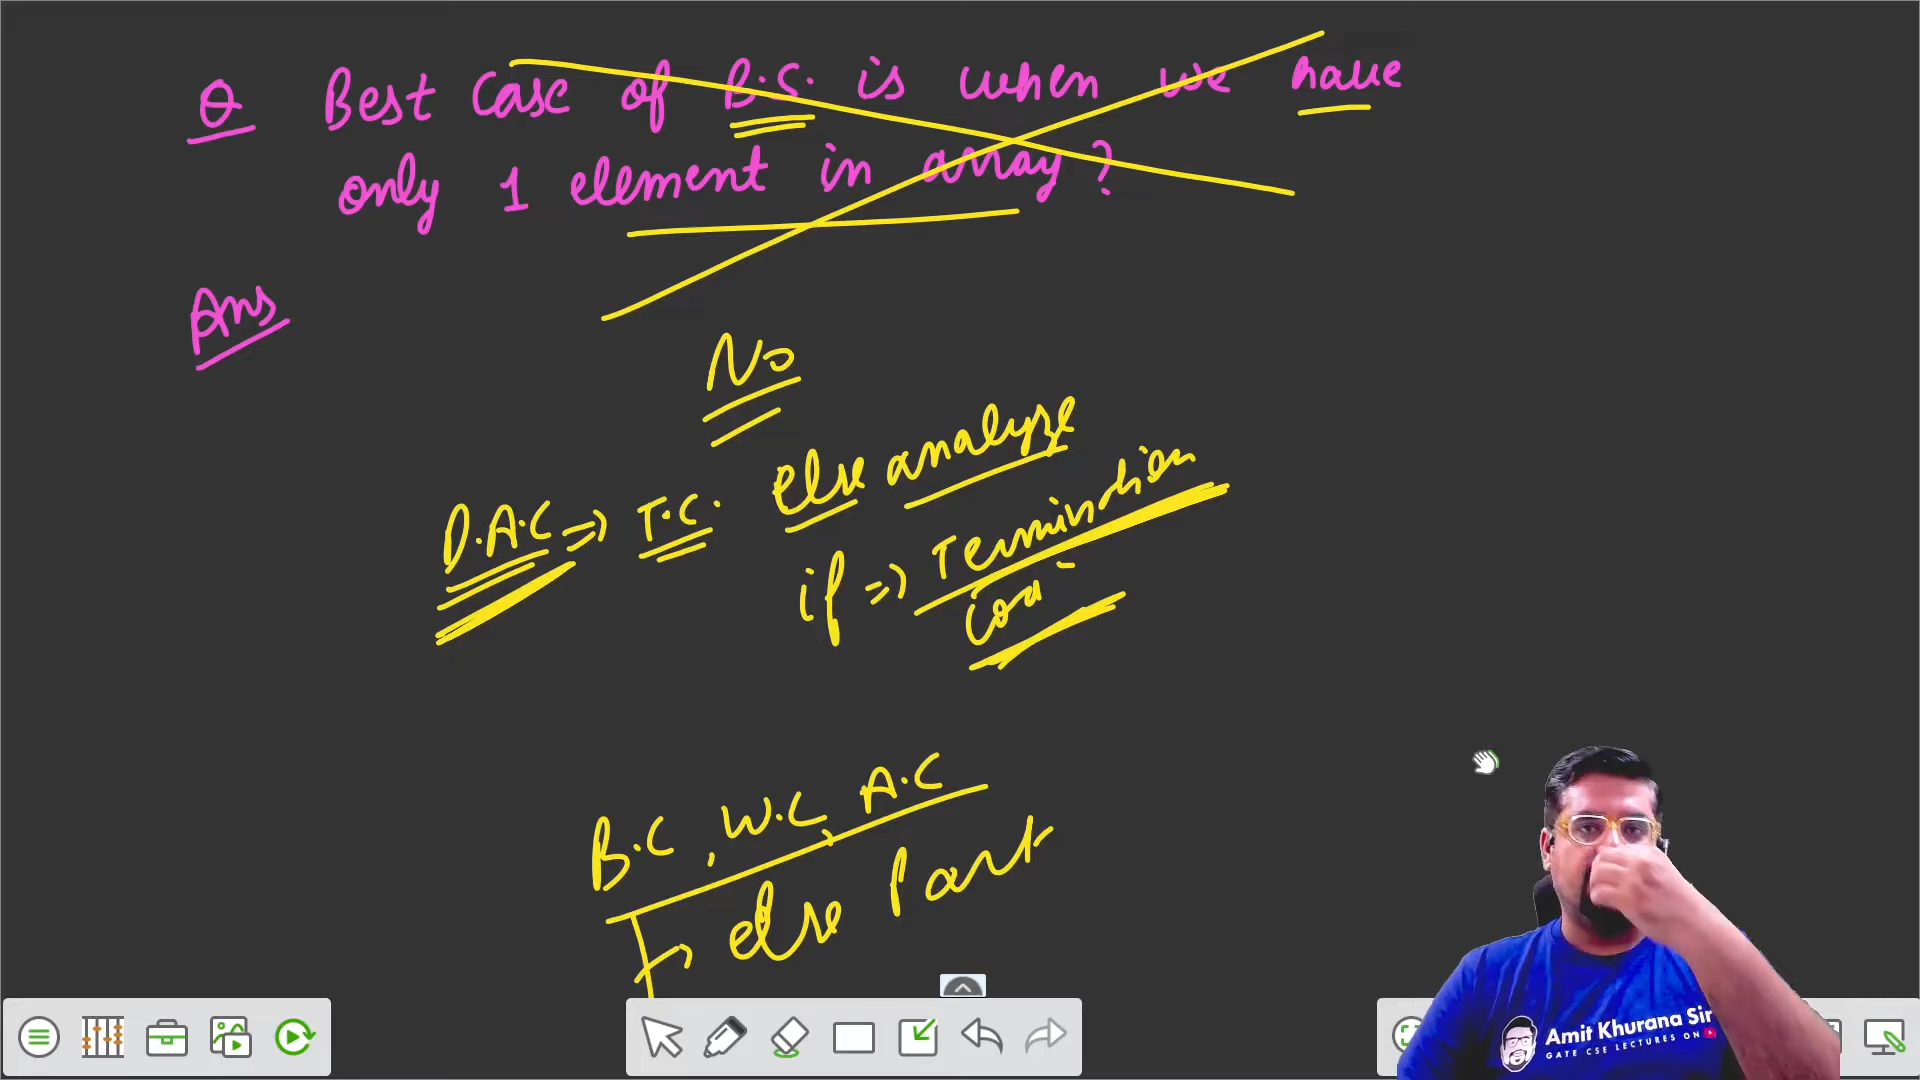 Q Best Case of B.S. is when we have
only 1 element in array?
Ans
No
D.A.C => T.C. else analyze
if => Termination
Con
B.C, W.C, A.C
else Part
Amit Khurana Sir
GATE CSE LECTURES ON